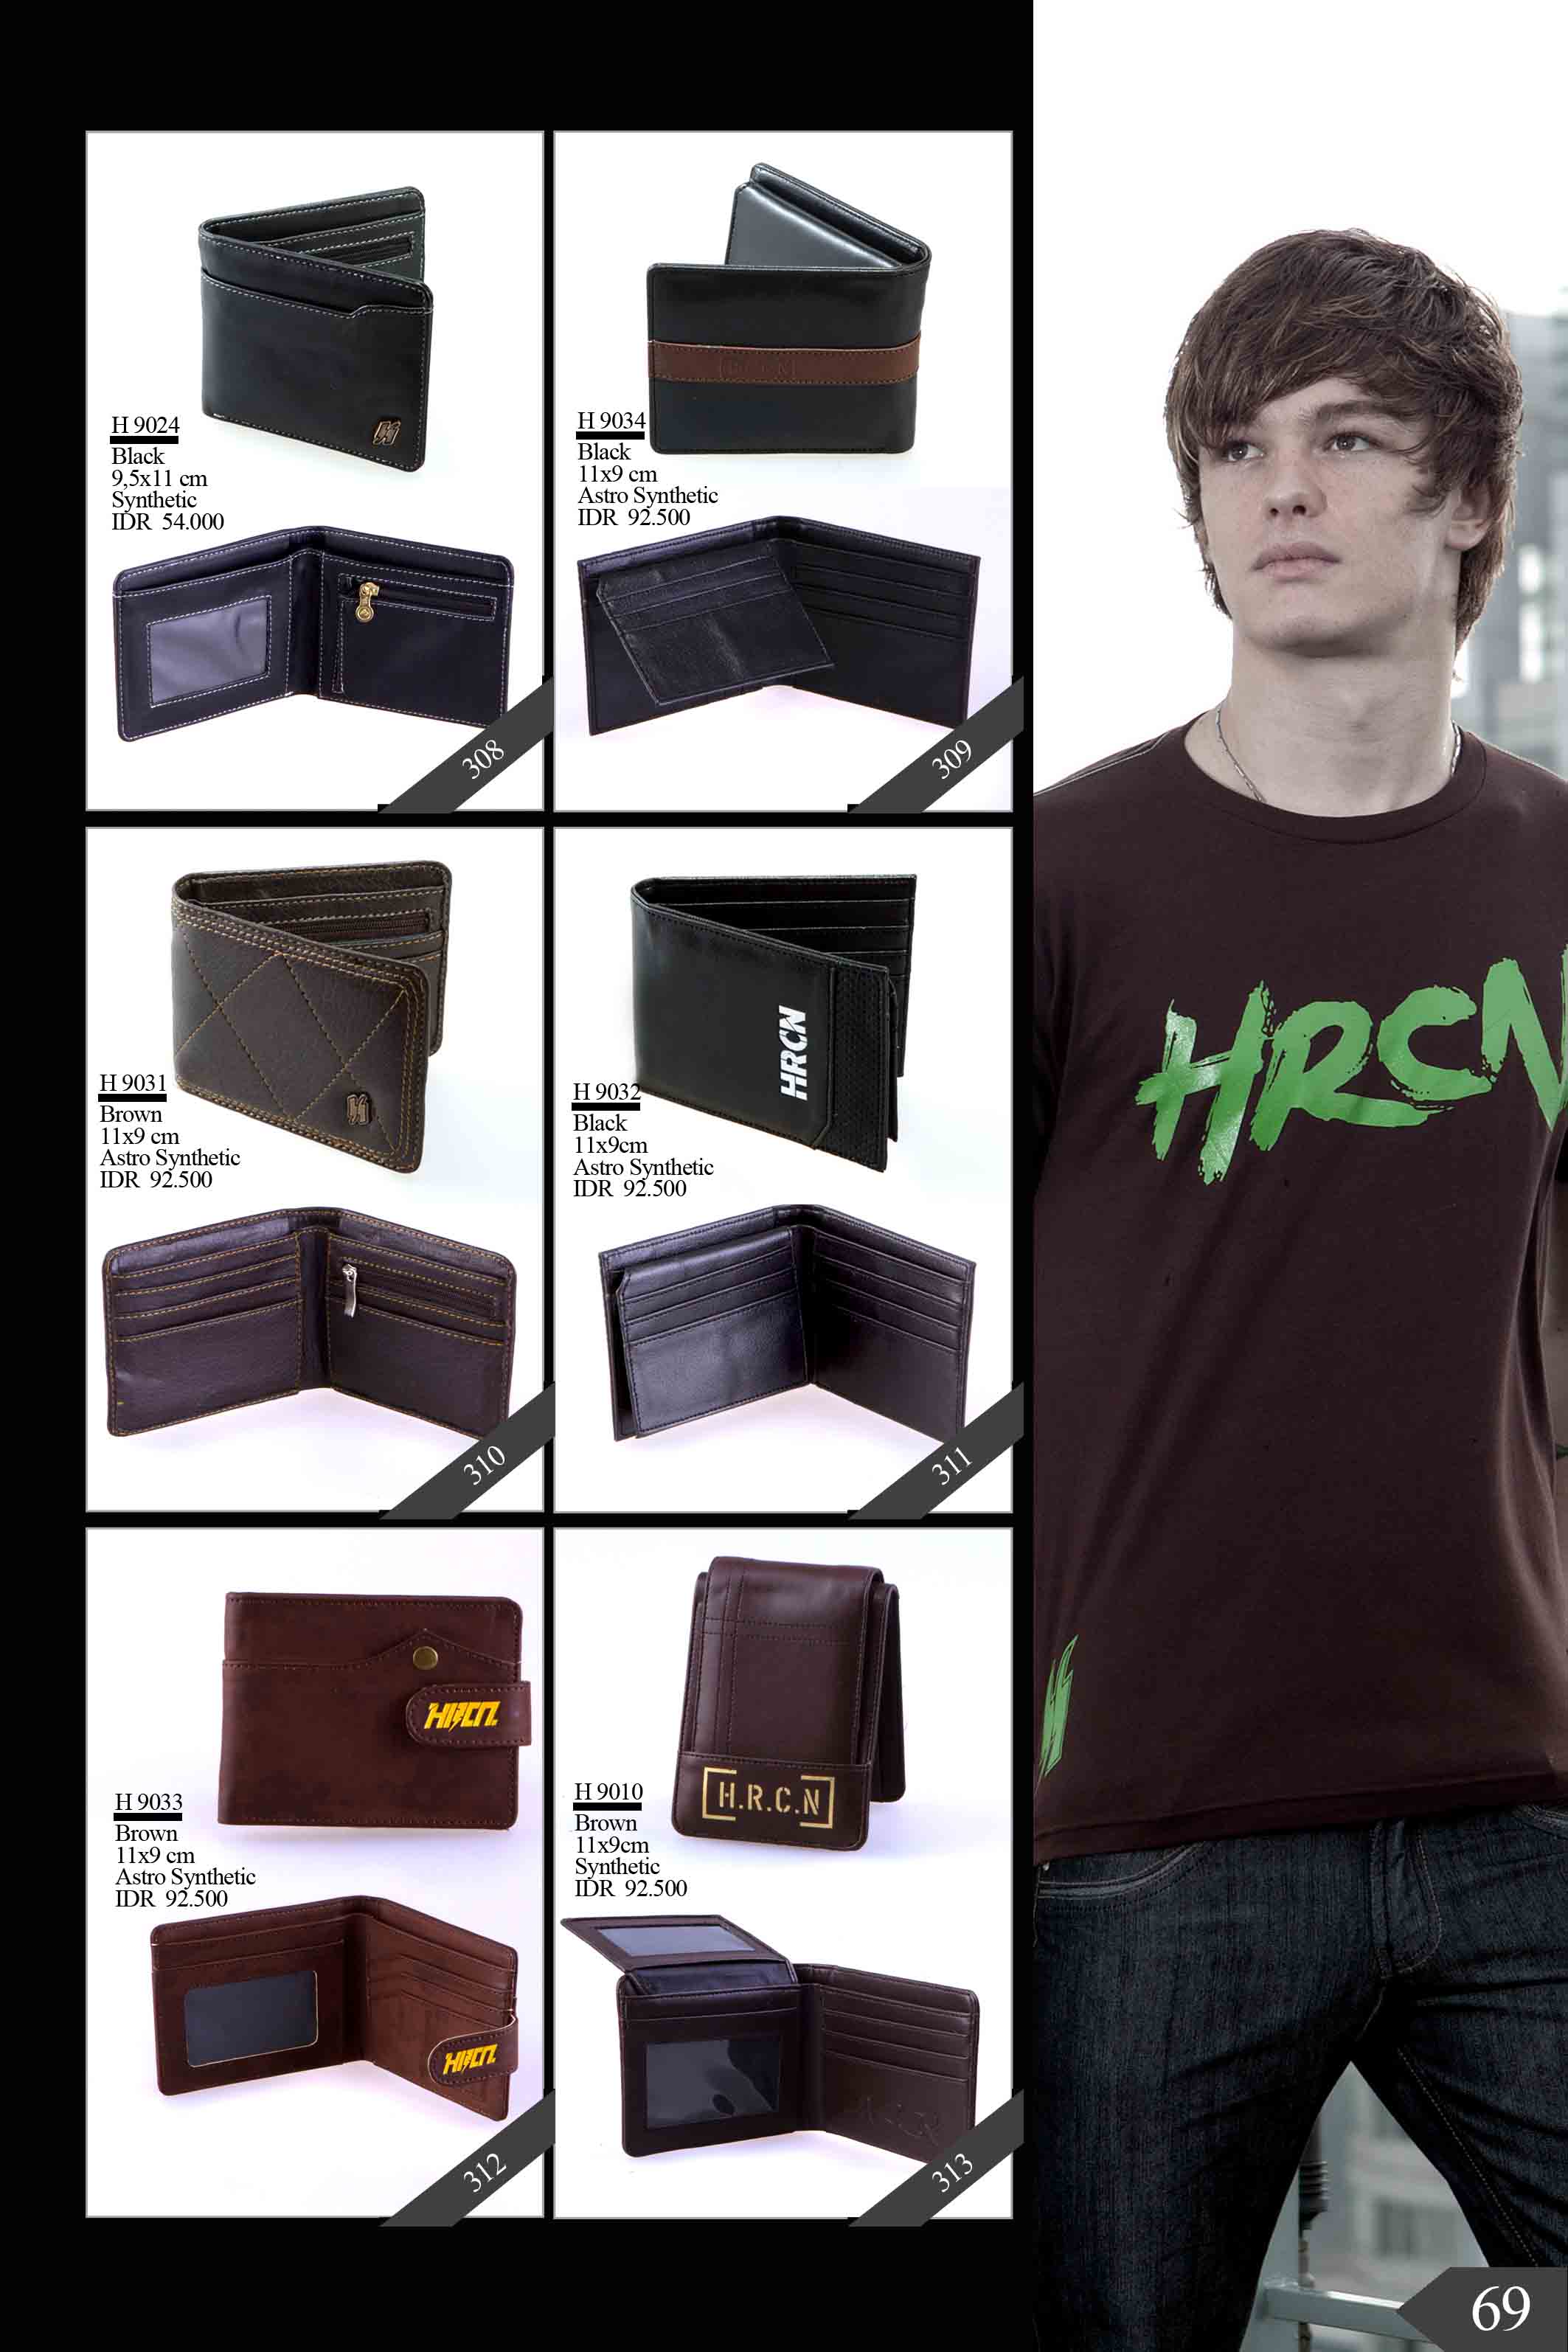 H 9024
Black
9,5x11 cm
Synthetic
IDR 54.000
308
H.R.C.N
H 9034
Black
11x9 cm
Astro Synthetic
IDR 92.500
309
H 9031
Brown
11x9 cm
Astro Synthetic
IDR 92.500
310
HRCN
H 9032
Black
11x9cm
Astro Synthetic
IDR 92.500
311
HRCN
H 9033
Brown
11x9 cm
Astro Synthetic
IDR 92.500
HRCN
312
H.R.C.N
H 9010
Brown
11x9cm
Synthetic
IDR 92.500
313
HRCN
69